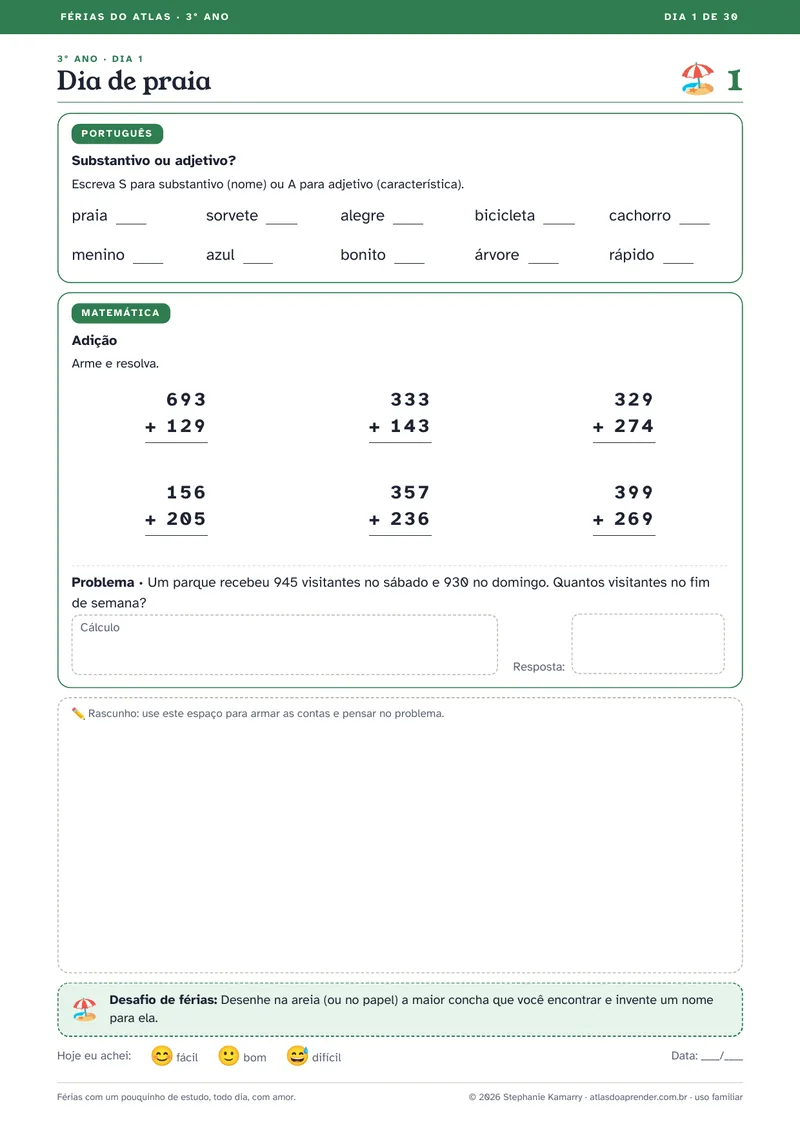 FÉRIAS DO ATLAS · 3º ANO
DIA 1 DE 30
3º ANO · DIA 1
Dia de praia
1
PORTUGUÊS
Substantivo ou adjetivo?
Escreva S para substantivo (nome) ou A para adjetivo (característica).
praia ____ sorvete ____ alegre ____ bicicleta ____ cachorro ____
menino ____ azul ____ bonito ____ árvore ____ rápido ____
MATEMÁTICA
Adição
Arme e resolva.
693 333 329
+ 129 + 143 + 274
156 357 399
+ 205 + 236 + 269
Problema · Um parque recebeu 945 visitantes no sábado e 930 no domingo. Quantos visitantes no fim
de semana?
Cálculo
Resposta:
✏️ Rascunho: use este espaço para armar as contas e pensar no problema.
Desafio de férias: Desenhe na areia (ou no papel) a maior concha que você encontrar e invente um nome
para ela.
Hoje eu achei: 😊 fácil 🙂 bom 😅 difícil
Data: ___/___
Férias com um pouquinho de estudo, todo dia, com amor.
© 2026 Stephanie Kamarry · atlasdoaprender.com.br · uso familiar